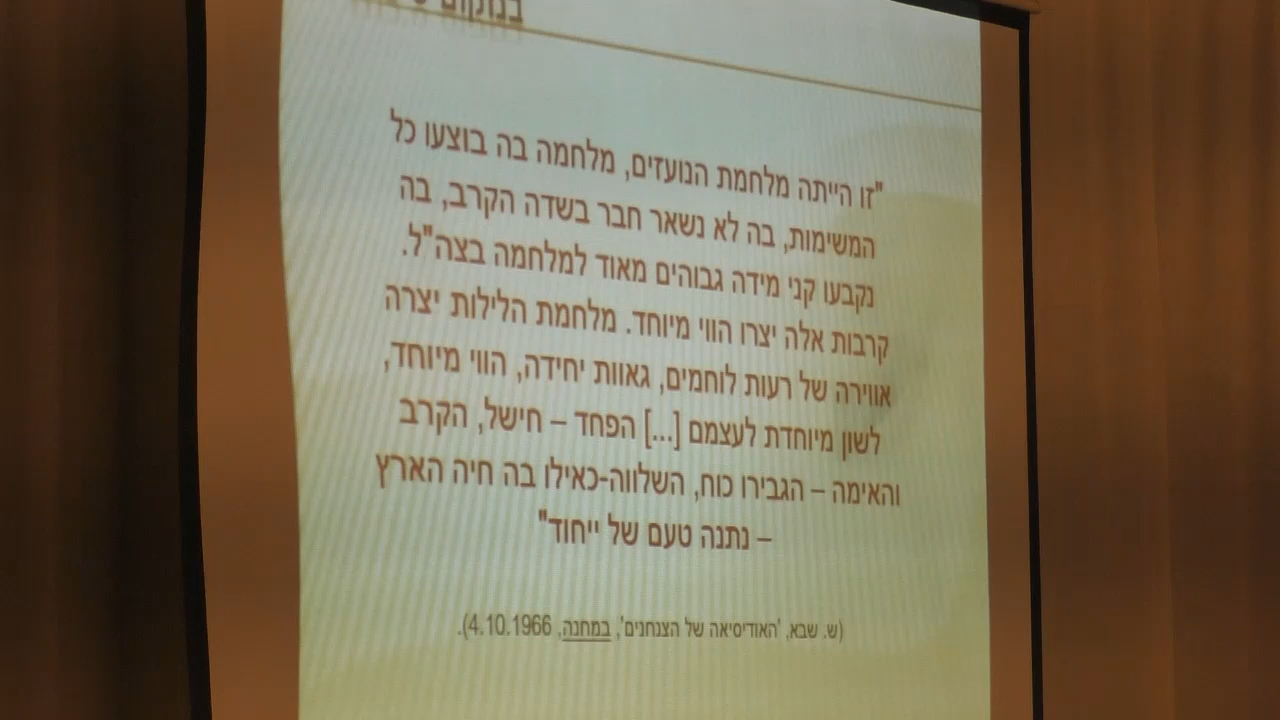 "זו הייתה מלחמת הנועזים, מלחמה בה בוצעו כל
המשימות, בה לא נשאר חבר בשדה הקרב, בה
נקבעו קני מידה גבוהים מאוד למלחמה בצה"ל.
קרבות אלה יצרו הווי מיוחד. מלחמת הלילות יצרה
אווירה של רעות לוחמים, גאוות יחידה, הווי מיוחד,
לשון מיוחדת לעצמם [...] הפחד – חישל, הקרב
והאימה – הגבירו כוח, השלווה-כאילו בה חיה הארץ
– נתנה טעם של ייחוד"
(ש. שבא, 'האודיסיאה של הצנחנים', במחנה, 4.10.1966).